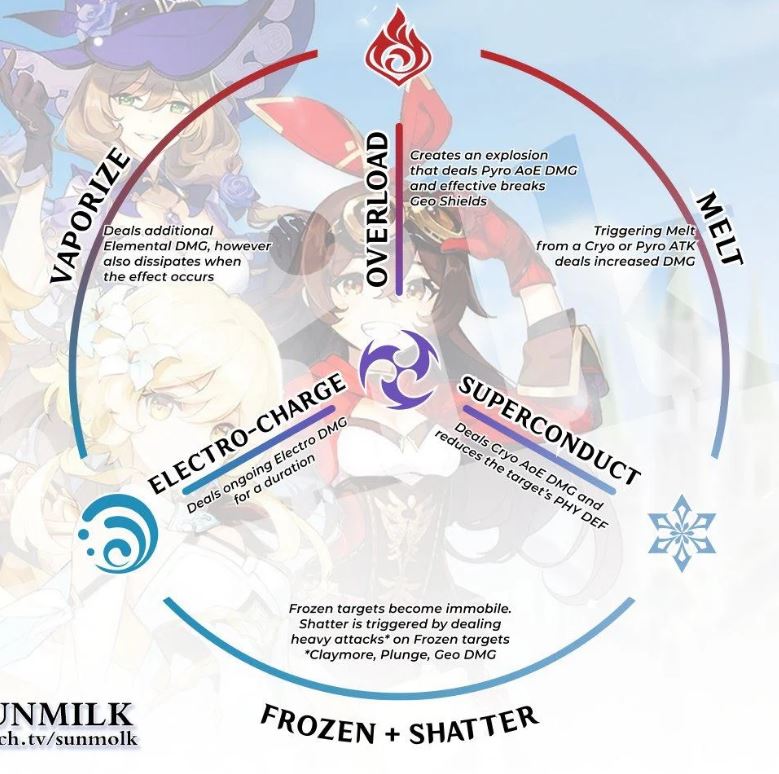 OVERLOAD
Creates an explosion
that deals Pyro AoE DMG
and effective breaks
Geo Shields
VAPORIZE
Deals additional
Elemental DMG, however
also dissipates when
the effect occurs
MELT
Triggering Melt
from a Cryo or Pyro ATK
deals increased DMG
ELECTRO-CHARGE
Deals ongoing Electro DMG
for a duration
SUPERCONDUCT
Deals Cryo AoE DMG and
reduces the target's PHY DEF
Frozen targets become immobile.
Shatter is triggered by dealing
heavy attacks* on Frozen targets
*Claymore, Plunge, Geo DMG
FROZEN + SHATTER
UNMILK
ch.tv/sunmolk